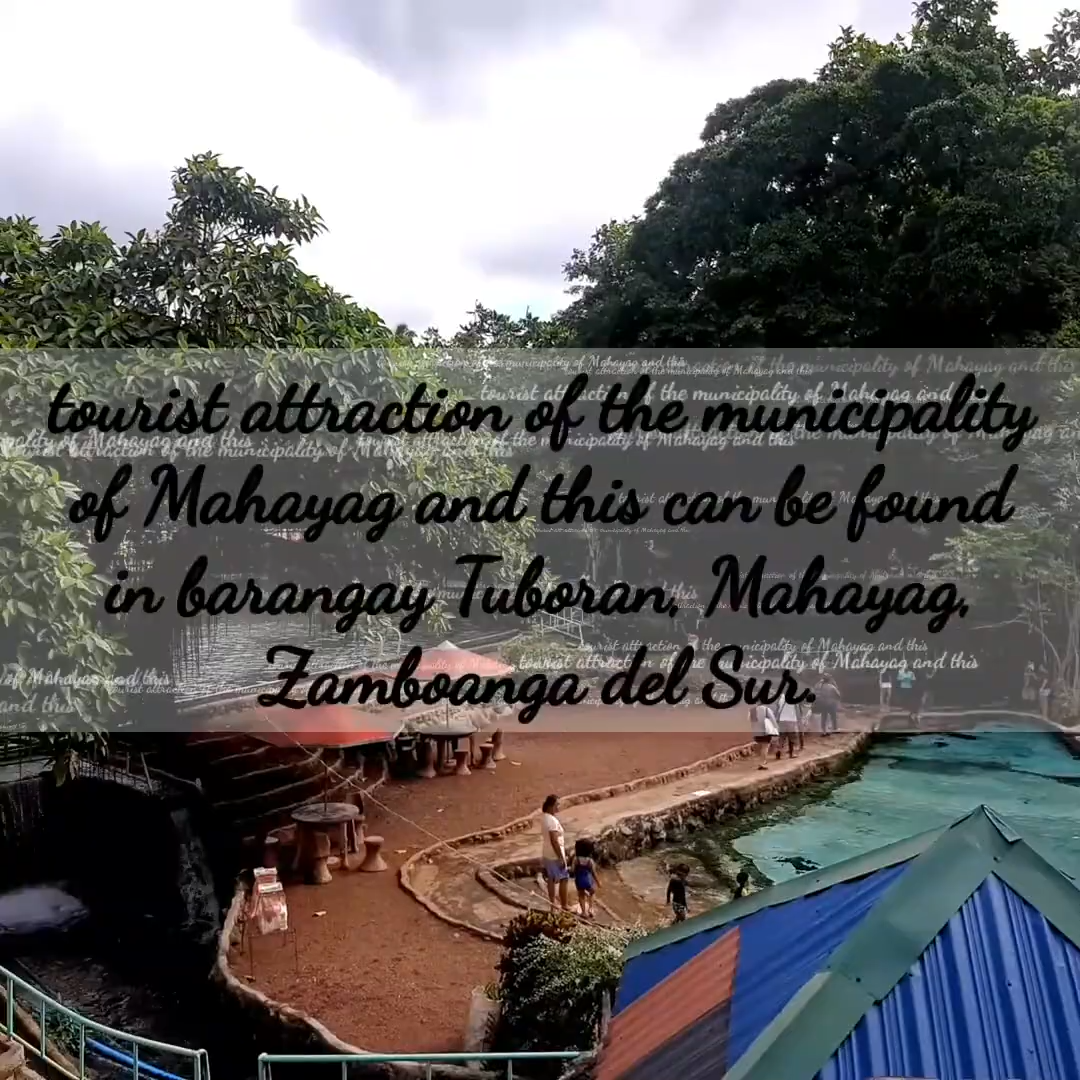 tourist attraction of the municipality
of Mahayag and this can be found
in barangay Tuboran, Mahayag,
Zamboanga del Sur.